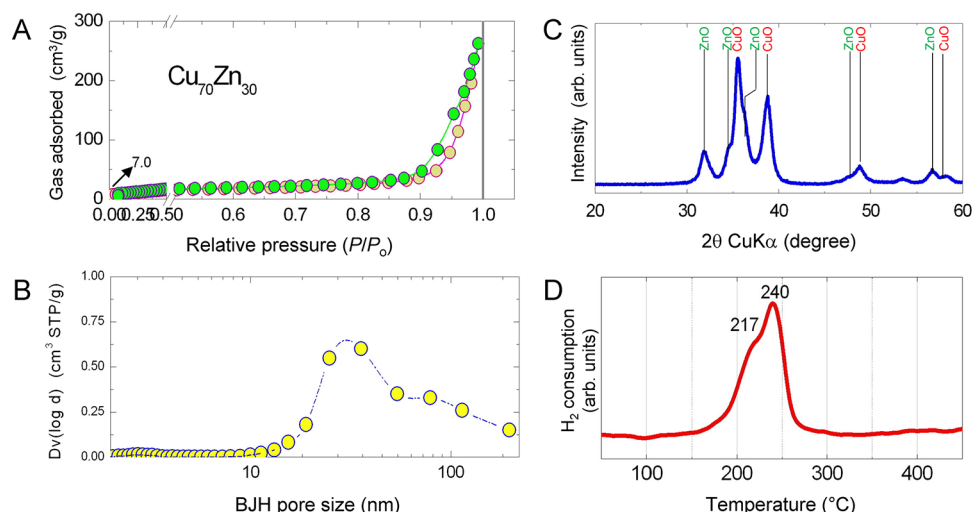 A
300
200
100
0
Gas adsorbed (cm³/g)
Cu₇₀Zn₃₀
7.0
0.00 0.25 0.50 0.6 0.7 0.8 0.9 1.0
Relative pressure (P/Pₒ)
B
1.00
0.75
0.50
0.25
0.00
Dv(log d) (cm³ STP/g)
10 100
BJH pore size (nm)
C
Intensity (arb. units)
ZnO ZnO CuO ZnO CuO ZnO CuO ZnO CuO
20 30 40 50 60
2θ CuKα (degree)
D
H₂ consumption
(arb. units)
217
240
100 200 300 400
Temperature (°C)